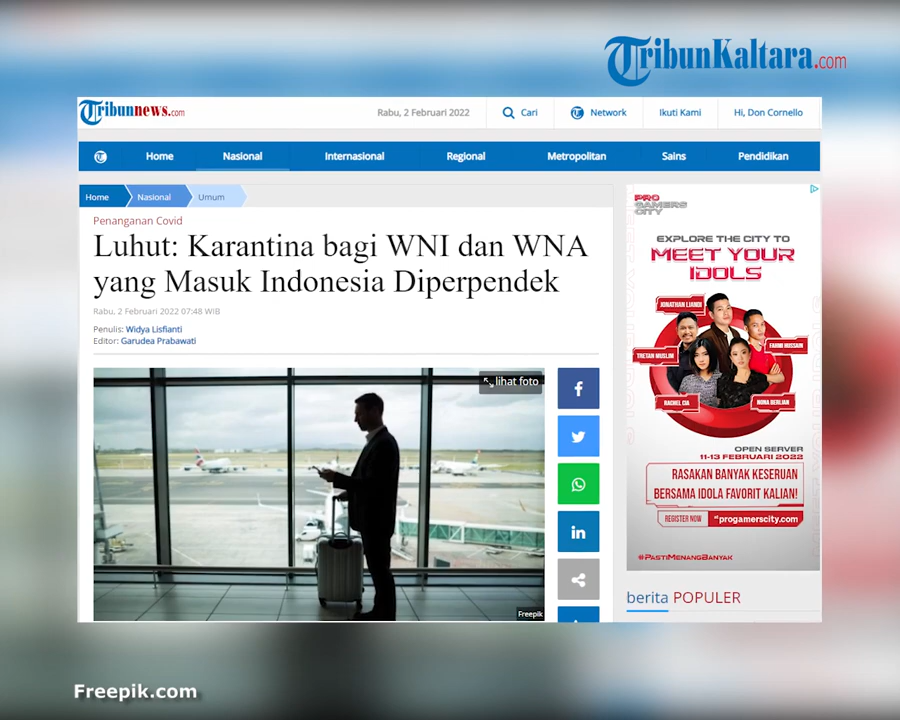 TribunKaltara.com
Tribunnews.com
Rabu, 2 Februari 2022
Cari
Network
Ikuti Kami
Hi, Don Cornello
Home
Nasional
Internasional
Regional
Metropolitan
Sains
Pendidikan
Home
Nasional
Umum
Penanganan Covid
Luhut: Karantina bagi WNI dan WNA
yang Masuk Indonesia Diperpendek
Rabu, 2 Februari 2022 07:48 WIB
Penulis: Widya Lisfianti
Editor: Garudea Prabawati
lihat foto
Freepik
PRO
GAMERS
CITY
EXPLORE THE CITY TO
MEET YOUR
IDOLS
JONATHAN LIANDI
TRETAN MUSLIM
FAHMI HUSSAIN
RACHEL CIA
NONA BERLIAN
OPEN SERVER
11-13 FEBRUARI 2022
RASAKAN BANYAK KESERUAN
BERSAMA IDOLA FAVORIT KALIAN!
REGISTER NOW
progamerscity.com
#PASTIMENANGBANYAK
berita POPULER
Freepik.com